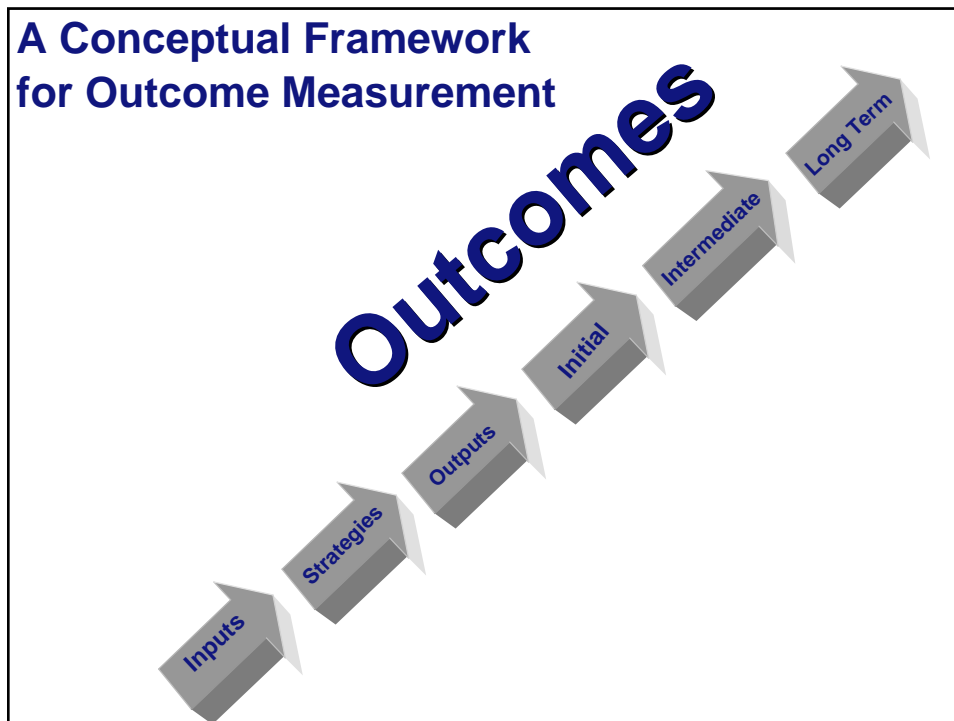 A Conceptual Framework
for Outcome Measurement
Outcomes
Inputs
Strategies
Outputs
Initial
Intermediate
Long Term